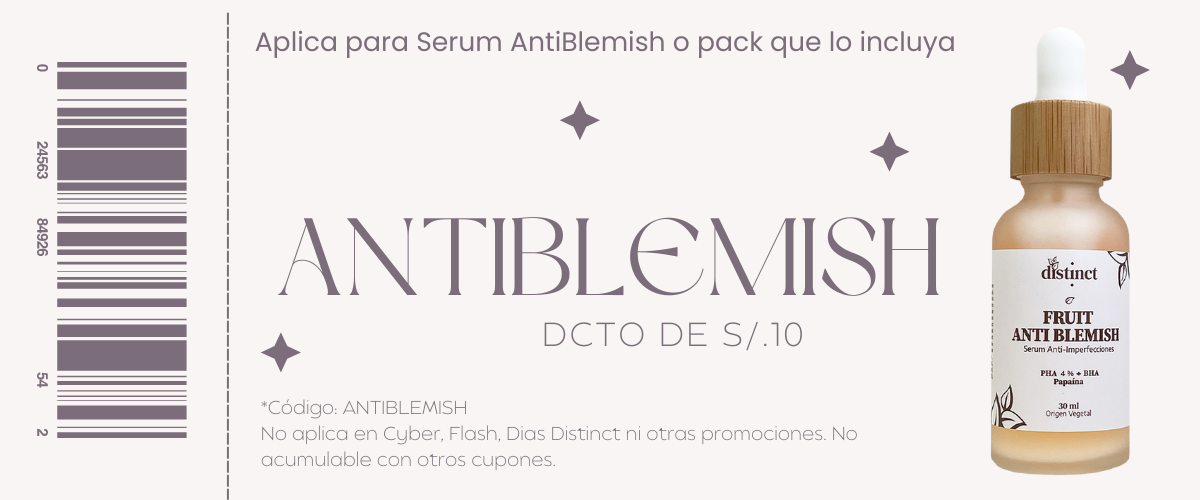 0
24563
84926
54
2
Aplica para Serum AntiBlemish o pack que lo incluya
ANTIBLEMISH
DCTO DE S/.10
*Código: ANTIBLEMISH
No aplica en Cyber, Flash, Dias Distinct ni otras promociones. No
acumulable con otros cupones.
distinct
FRUIT
ANTI BLEMISH
Serum Anti-Imperfecciones
PHA 4 % + BHA
Papaína
30 ml
Origen Vegetal